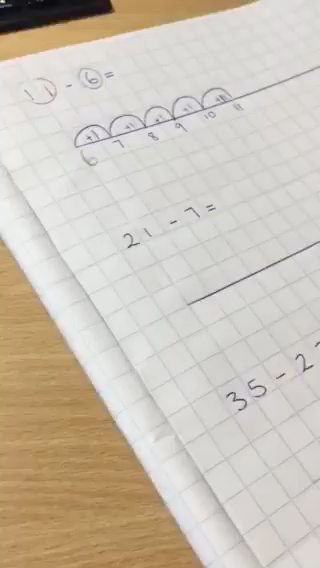 11 - 6 =
+1 +1 +1 +1 +1
6 7 8 9 10 11
21 - 7 =
35 - 2